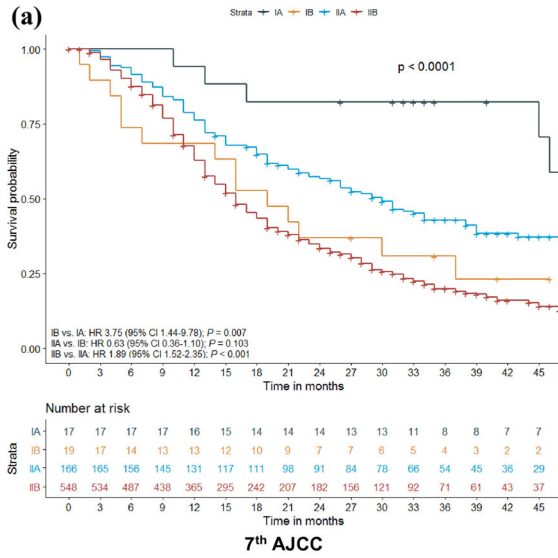 (a)
Strata IA IB IIA IIB
p < 0.0001
1.00
0.75
0.50
0.25
0.00
Survival probability
IB vs. IA: HR 3.75 (95% CI 1.44-9.78); P = 0.007
IIA vs. IB: HR 0.63 (95% CI 0.36-1.10); P = 0.103
IIB vs. IIA: HR 1.89 (95% CI 1.52-2.35); P < 0.001
0 3 6 9 12 15 18 21 24 27 30 33 36 39 42 45
Time in months
Number at risk
Strata
IA 17 17 17 17 16 15 14 14 14 13 13 11 8 8 7 7
IB 19 17 14 13 13 12 10 9 7 7 6 5 4 3 2 2
IIA 166 165 156 145 131 117 111 98 91 84 78 66 54 45 36 29
IIB 548 534 487 438 365 295 242 207 182 156 121 92 71 61 43 37
0 3 6 9 12 15 18 21 24 27 30 33 36 39 42 45
Time in months
7th AJCC